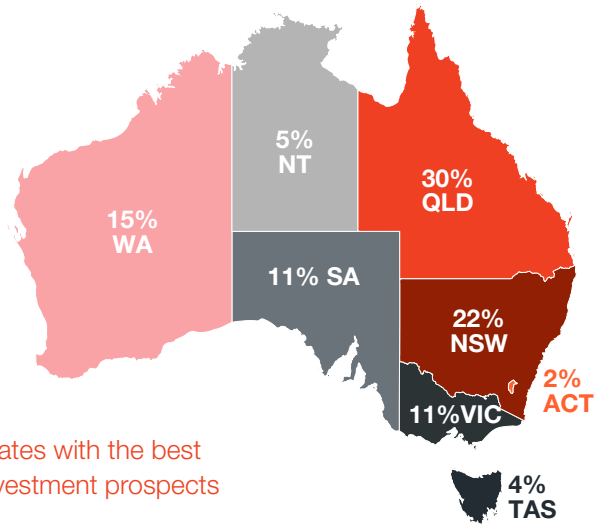 5%
NT
30%
QLD
15%
WA
11% SA
22%
NSW
2%
ACT
11%VIC
ates with the best
vestment prospects
4%
TAS